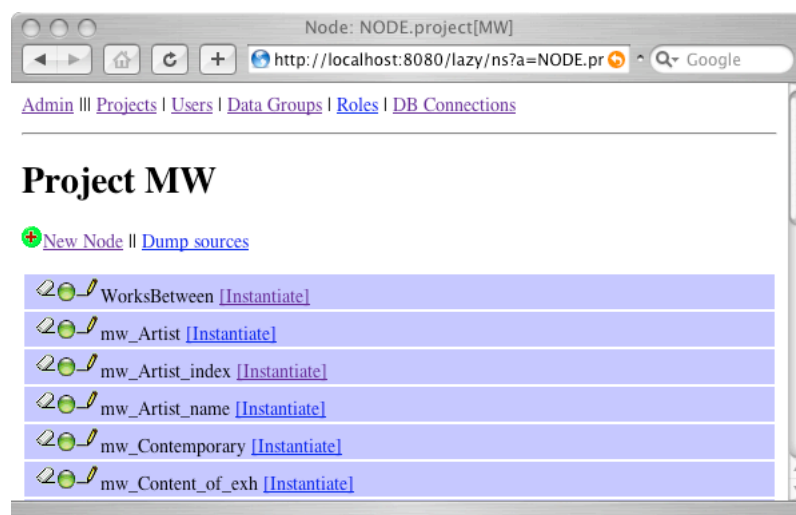 Node: NODE.project[MW]
http://localhost:8080/lazy/ns?a=NODE.pr Google
Admin ||| Projects | Users | Data Groups | Roles | DB Connections
Project MW
New Node || Dump sources
WorksBetween [Instantiate]
mw_Artist [Instantiate]
mw_Artist_index [Instantiate]
mw_Artist_name [Instantiate]
mw_Contemporary [Instantiate]
mw_Content_of_exh [Instantiate]